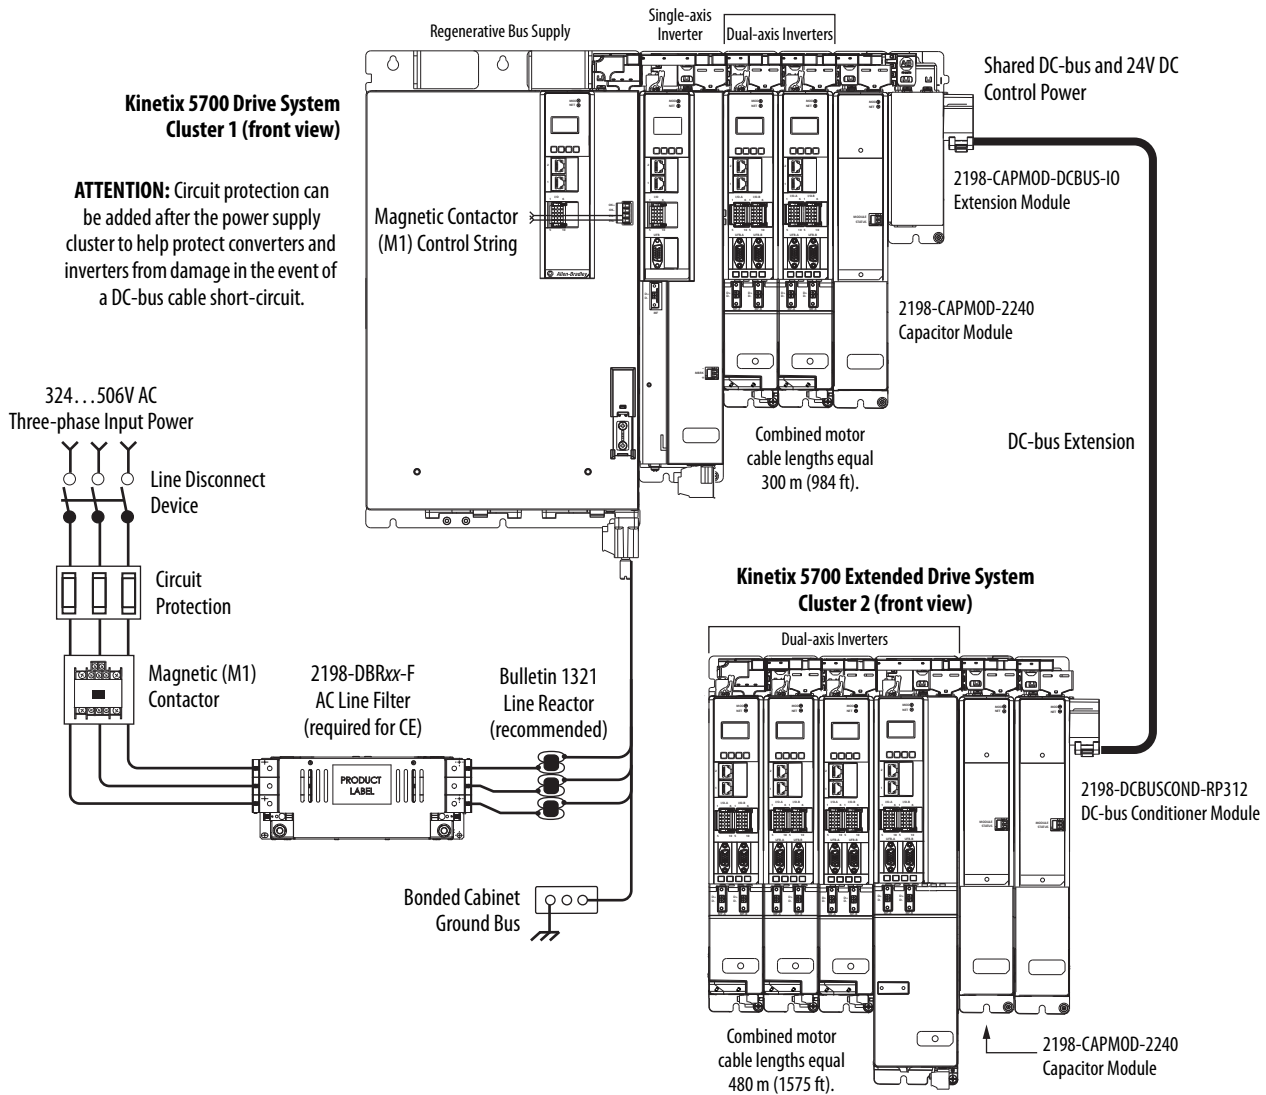 Regenerative Bus Supply
Single-axis
Inverter
Dual-axis Inverters
Shared DC-bus and 24V DC
Control Power
Kinetix 5700 Drive System
Cluster 1 (front view)
ATTENTION: Circuit protection can
be added after the power supply
cluster to help protect converters and
inverters from damage in the event of
a DC-bus cable short-circuit.
Magnetic Contactor
(M1) Control String
Allen-Bradley
2198-CAPMOD-DCBUS-IO
Extension Module
2198-CAPMOD-2240
Capacitor Module
324...506V AC
Three-phase Input Power
Line Disconnect
Device
Combined motor
cable lengths equal
300 m (984 ft).
DC-bus Extension
Circuit
Protection
Kinetix 5700 Extended Drive System
Cluster 2 (front view)
Dual-axis Inverters
Magnetic (M1)
Contactor
2198-DBRxx-F
AC Line Filter
(required for CE)
Bulletin 1321
Line Reactor
(recommended)
PRODUCT
LABEL
2198-DCBUSCOND-RP312
DC-bus Conditioner Module
Bonded Cabinet
Ground Bus
Combined motor
cable lengths equal
480 m (1575 ft).
2198-CAPMOD-2240
Capacitor Module